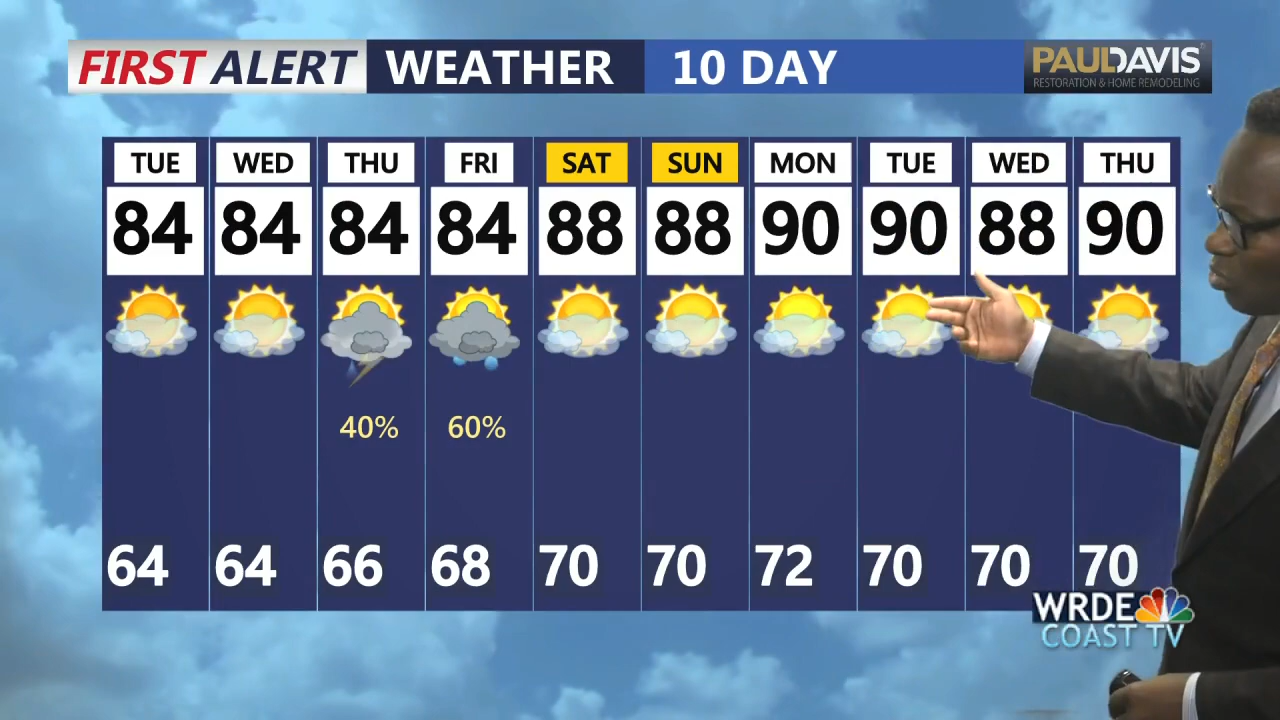 FIRST ALERT WEATHER 10 DAY
PAUL DAVIS
RESTORATION & HOME REMODELING
TUE WED THU FRI SAT SUN MON TUE WED THU
84 84 84 84 88 88 90 90 88 90
40% 60%
64 64 66 68 70 70 72 70 70 70
WRDE
COAST TV